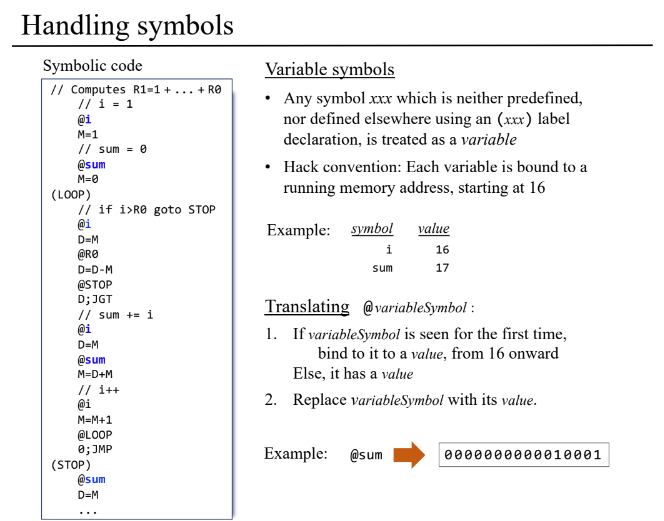 Handling symbols
Symbolic code
// Computes R1=1 + ... + R0
// i = 1
@i
M=1
// sum = 0
@sum
M=0
(LOOP)
// if i>R0 goto STOP
@i
D=M
@R0
D=D-M
@STOP
D;JGT
// sum += i
@i
D=M
@sum
M=D+M
// i++
@i
M=M+1
@LOOP
0;JMP
(STOP)
@sum
D=M
...
Variable symbols
• Any symbol xxx which is neither predefined,
nor defined elsewhere using an (xxx) label
declaration, is treated as a variable
• Hack convention: Each variable is bound to a
running memory address, starting at 16
Example: symbol value
i 16
sum 17
Translating @variableSymbol :
1. If variableSymbol is seen for the first time,
bind to it to a value, from 16 onward
Else, it has a value
2. Replace variableSymbol with its value.
Example: @sum 0000000000010001